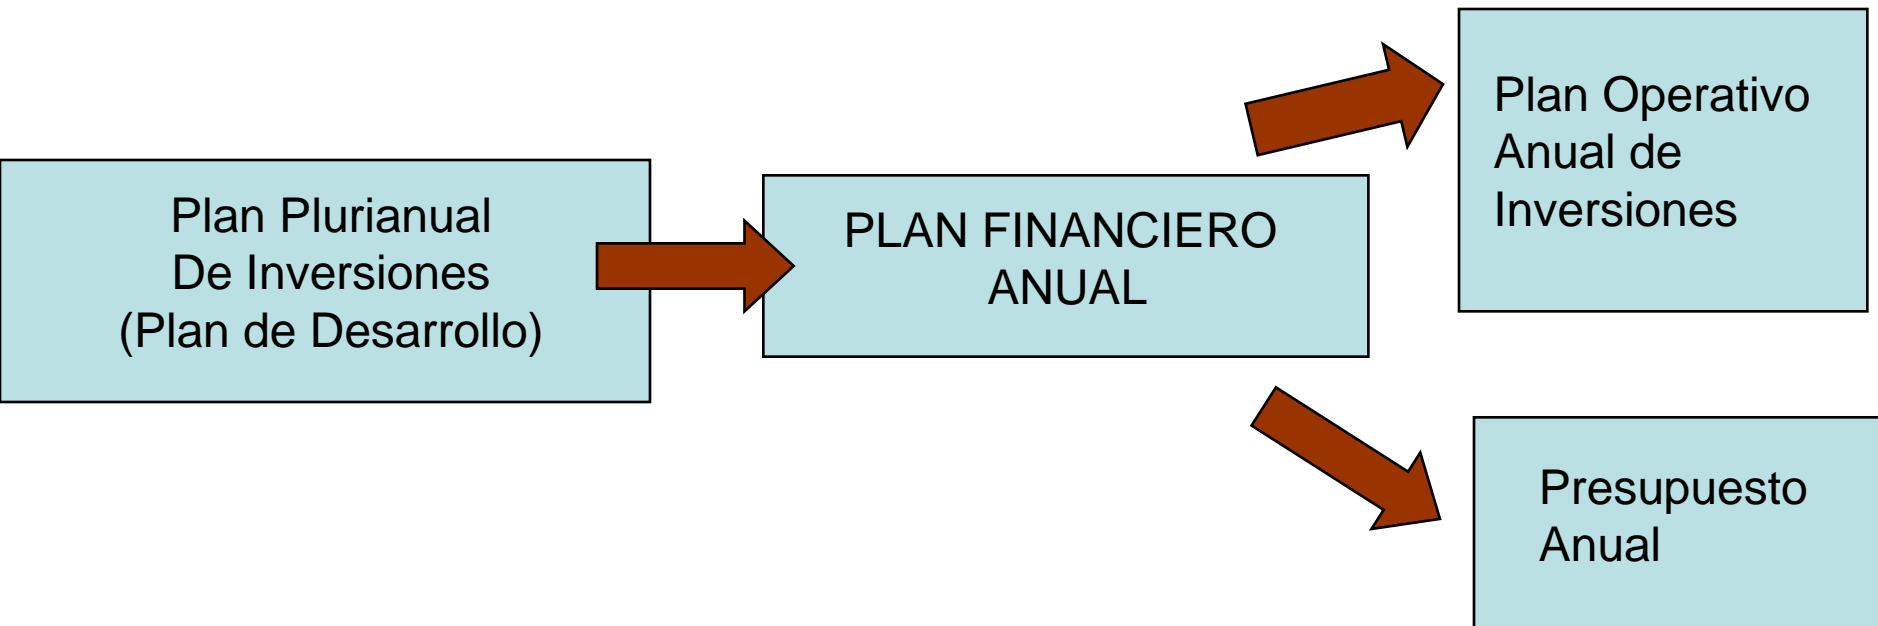 Plan Plurianual
De Inversiones
(Plan de Desarrollo)
PLAN FINANCIERO
ANUAL
Plan Operativo
Anual de
Inversiones
Presupuesto
Anual